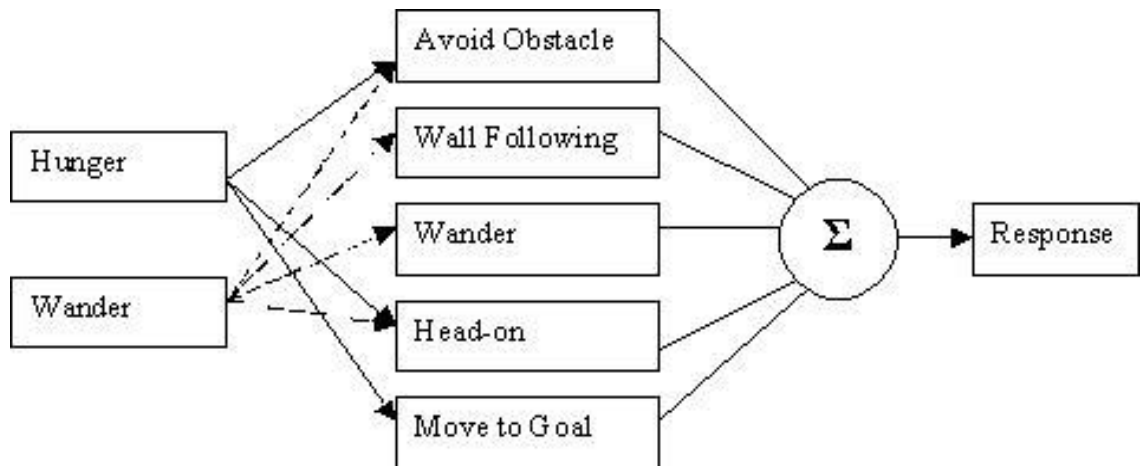 Hunger
Wander
Avoid Obstacle
Wall Following
Wander
Head-on
Move to Goal
Σ
Response